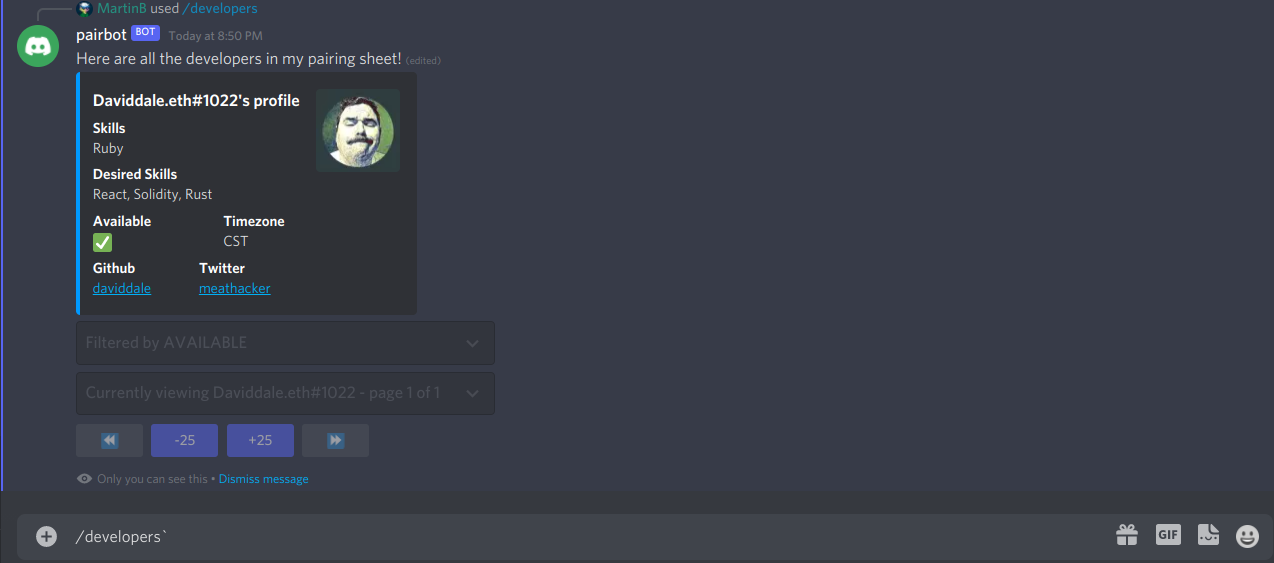 MartinB used /developers
pairbot BOT Today at 8:50 PM
Here are all the developers in my pairing sheet! (edited)
Daviddale.eth#1022's profile
Skills
Ruby
Desired Skills
React, Solidity, Rust
Available Timezone
CST
Github Twitter
daviddale meathacker
Filtered by AVAILABLE
Currently viewing Daviddale.eth#1022 - page 1 of 1
-25 +25
Only you can see this • Dismiss message
/developers`
GIF